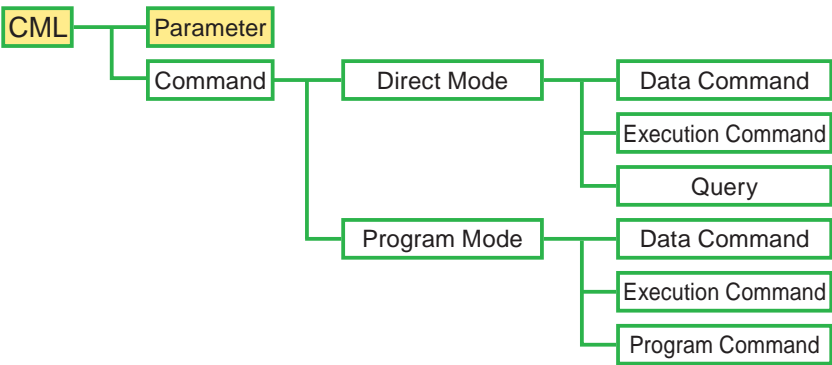 CML
Parameter
Command
Direct Mode
Data Command
Execution Command
Query
Program Mode
Data Command
Execution Command
Program Command